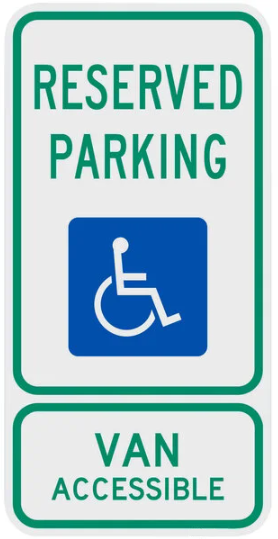 RESERVED
PARKING
VAN
ACCESSIBLE